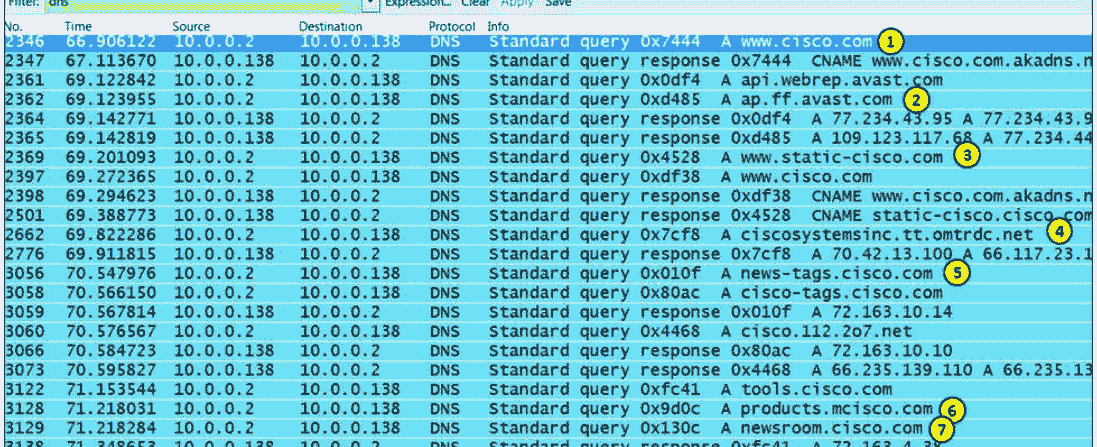 Filter: dns Expression... Clear Apply Save
No. Time Source Destination Protocol Info
2346 66.906122 10.0.0.2 10.0.0.138 DNS Standard query 0x7444 A www.cisco.com 1
2347 67.113670 10.0.0.138 10.0.0.2 DNS Standard query response 0x7444 CNAME www.cisco.com.akadns.n
2361 69.122842 10.0.0.2 10.0.0.138 DNS Standard query 0x0df4 A api.webrep.avast.com
2362 69.123955 10.0.0.2 10.0.0.138 DNS Standard query 0xd485 A ap.ff.avast.com 2
2364 69.142771 10.0.0.138 10.0.0.2 DNS Standard query response 0x0df4 A 77.234.43.95 A 77.234.43.9
2365 69.142819 10.0.0.138 10.0.0.2 DNS Standard query response 0xd485 A 109.123.117.68 A 77.234.44
2369 69.201093 10.0.0.2 10.0.0.138 DNS Standard query 0x4528 A www.static-cisco.com 3
2397 69.272365 10.0.0.2 10.0.0.138 DNS Standard query 0xdf38 A www.cisco.com
2398 69.294623 10.0.0.138 10.0.0.2 DNS Standard query response 0xdf38 CNAME www.cisco.com.akadns.n
2501 69.388773 10.0.0.138 10.0.0.2 DNS Standard query response 0x4528 CNAME static-cisco.cisco.com
2662 69.822286 10.0.0.2 10.0.0.138 DNS Standard query 0x7cf8 A ciscosystemsinc.tt.omtrdc.net 4
2776 69.911815 10.0.0.138 10.0.0.2 DNS Standard query response 0x7cf8 A 70.42.13.100 A 66.117.23.1
3056 70.547976 10.0.0.2 10.0.0.138 DNS Standard query 0x010f A news-tags.cisco.com 5
3058 70.566150 10.0.0.2 10.0.0.138 DNS Standard query 0x80ac A cisco-tags.cisco.com
3059 70.567814 10.0.0.138 10.0.0.2 DNS Standard query response 0x010f A 72.163.10.14
3060 70.576567 10.0.0.2 10.0.0.138 DNS Standard query 0x4468 A cisco.112.2o7.net
3066 70.584723 10.0.0.138 10.0.0.2 DNS Standard query response 0x80ac A 72.163.10.10
3073 70.595827 10.0.0.138 10.0.0.2 DNS Standard query response 0x4468 A 66.235.139.110 A 66.235.13
3122 71.153544 10.0.0.2 10.0.0.138 DNS Standard query 0xfc41 A tools.cisco.com
3128 71.218031 10.0.0.2 10.0.0.138 DNS Standard query 0x9d0c A products.mcisco.com 6
3129 71.218284 10.0.0.2 10.0.0.138 DNS Standard query 0x130c A newsroom.cisco.com 7
3138 71.348653 10.0.0.138 10.0.0.2 DNS Standard query response 0xfc41 A 72.163.4.38